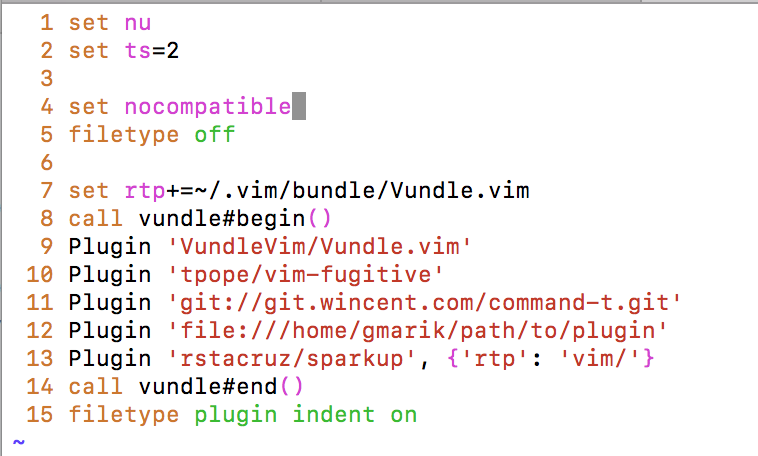 1 set nu
2 set ts=2
3
4 set nocompatible
5 filetype off
6
7 set rtp+=~/.vim/bundle/Vundle.vim
8 call vundle#begin()
9 Plugin 'VundleVim/Vundle.vim'
10 Plugin 'tpope/vim-fugitive'
11 Plugin 'git://git.wincent.com/command-t.git'
12 Plugin 'file:///home/gmarik/path/to/plugin'
13 Plugin 'rstacruz/sparkup', {'rtp': 'vim/'}
14 call vundle#end()
15 filetype plugin indent on
~